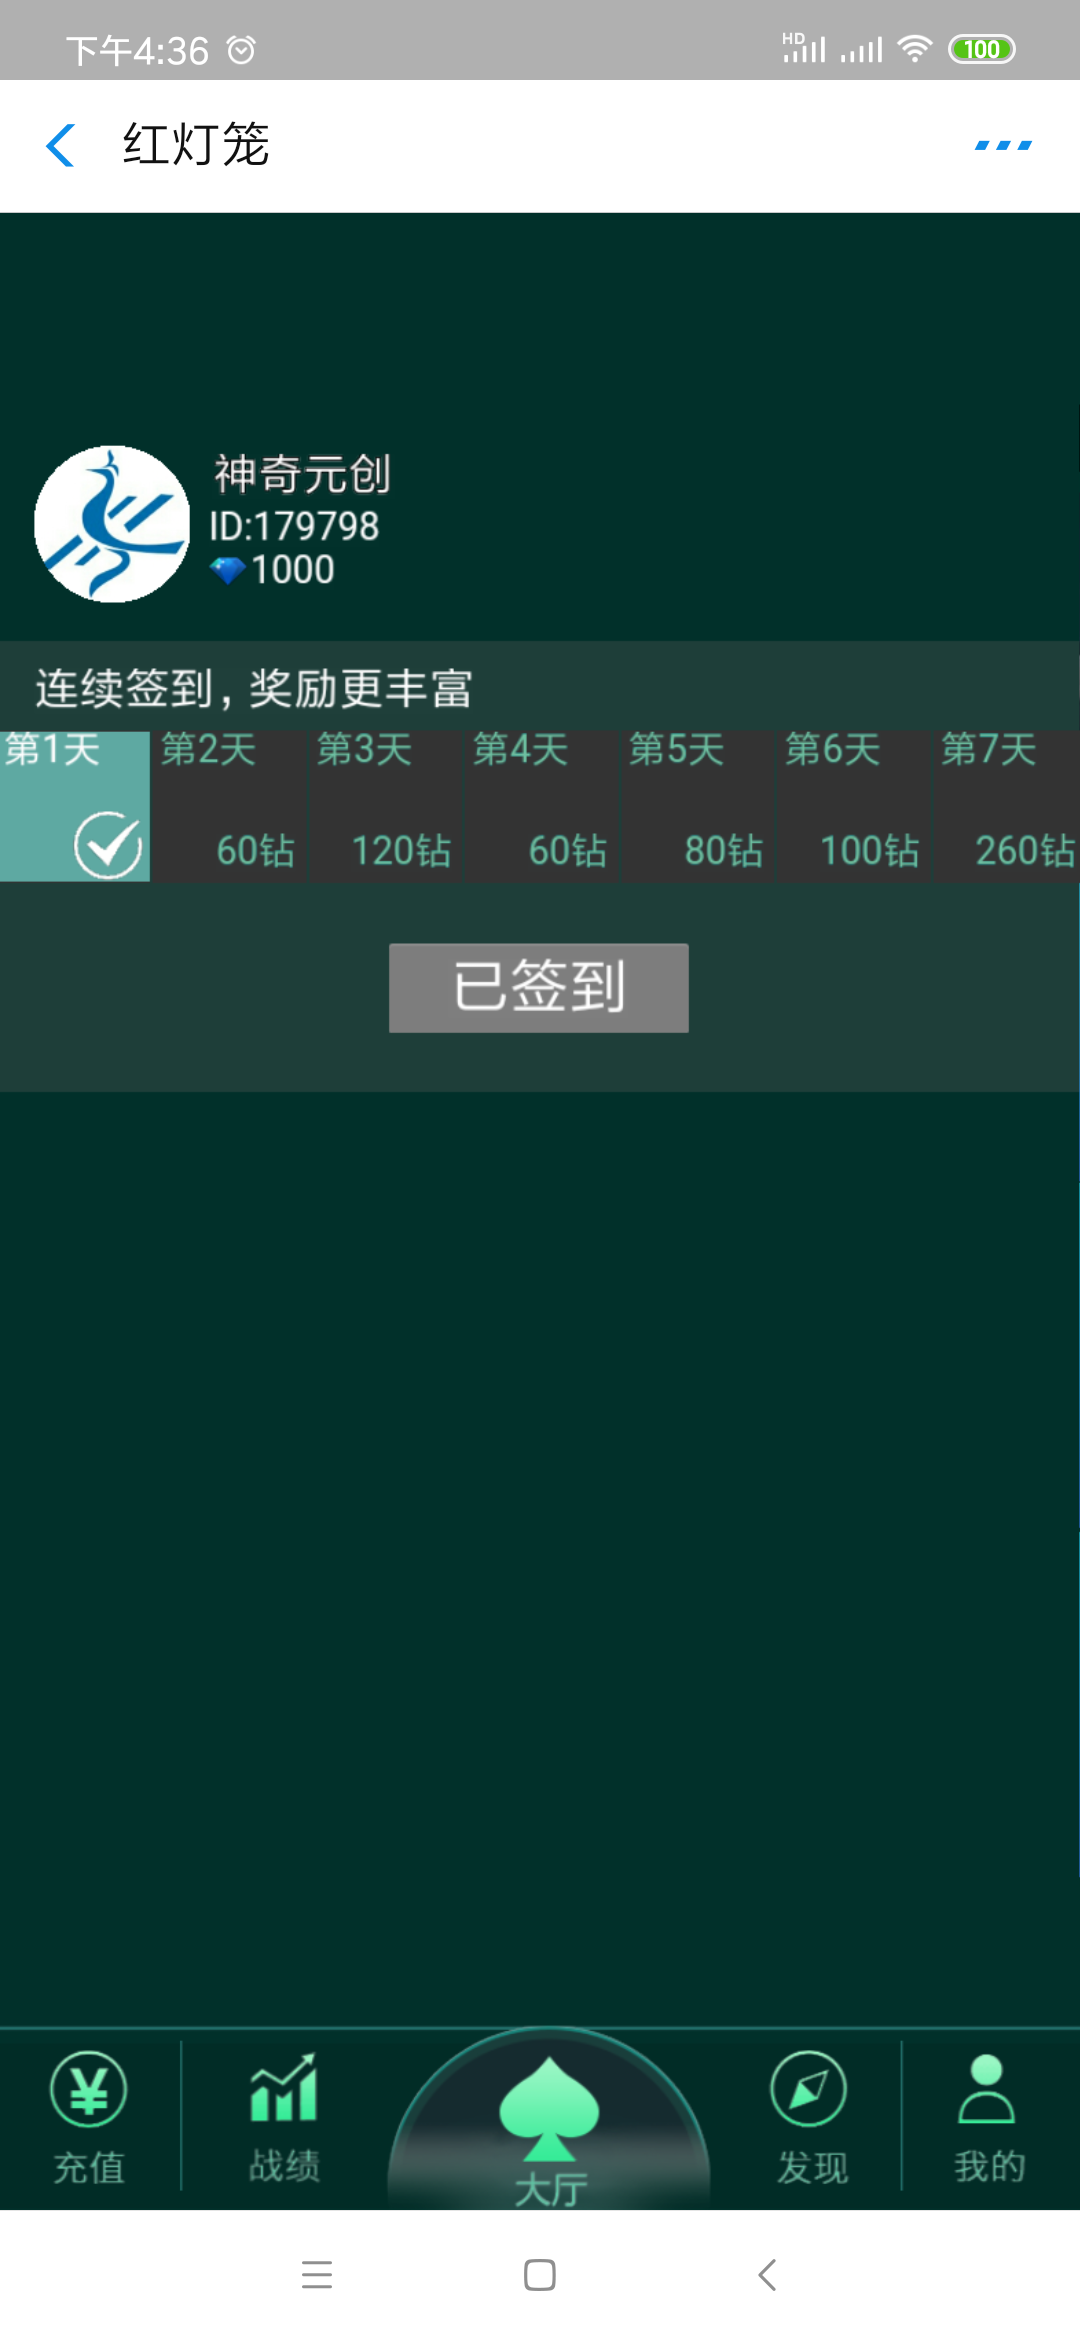 下午4:36
HD
100
红灯笼
神奇元创
ID:179798
1000
连续签到，奖励更丰富
第1天 第2天 第3天 第4天 第5天 第6天 第7天
60钻 120钻 60钻 80钻 100钻 260钻
已签到
充值 战绩 大厅 发现 我的